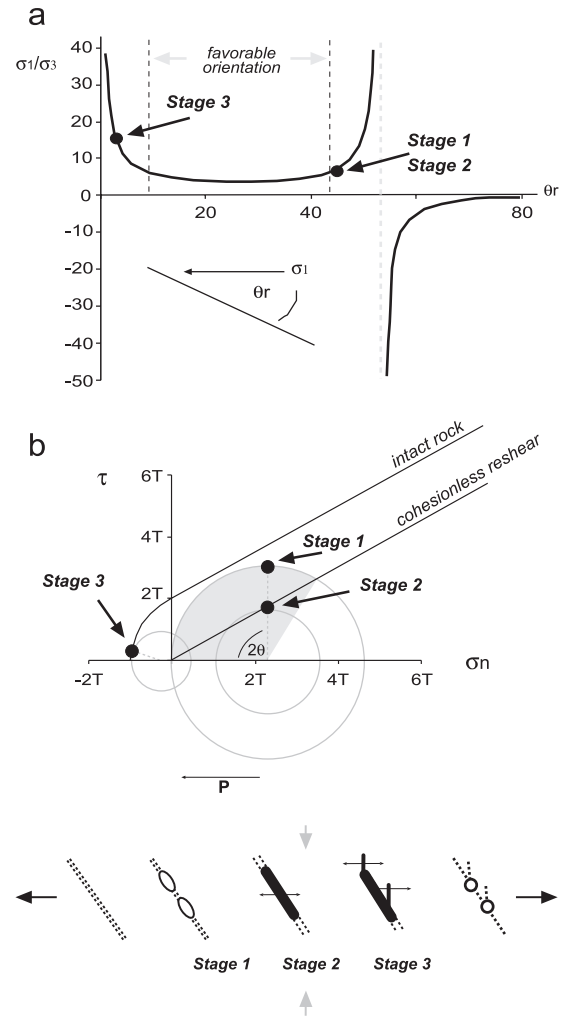 a
σ1/σ3
40
30
20
10
0
-10
-20
-30
-40
-50
favorable
orientation
Stage 3
Stage 1
Stage 2
20
40
80
θr
σ1
θr
b
τ
6T
4T
2T
intact rock
cohesionless reshear
Stage 1
Stage 2
Stage 3
2θ
-2T
2T
4T
6T
σn
P
Stage 1
Stage 2
Stage 3